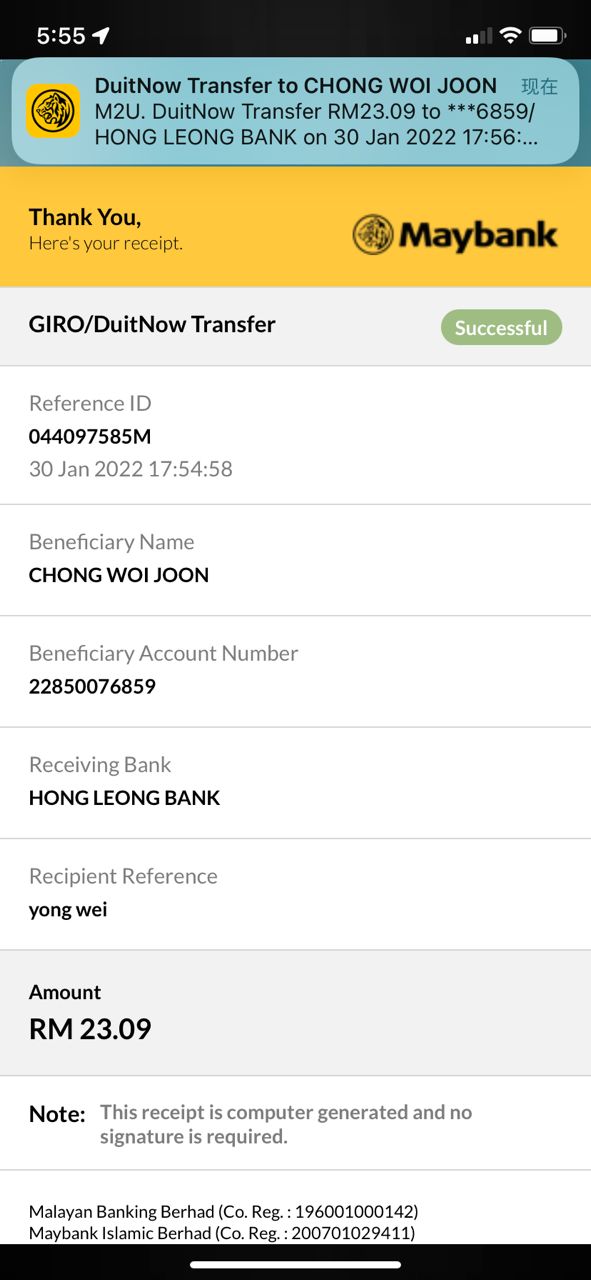 5:55
DuitNow Transfer to CHONG WOI JOON 现在
M2U. DuitNow Transfer RM23.09 to ***6859/
HONG LEONG BANK on 30 Jan 2022 17:56:...
Thank You,
Here's your receipt.
Maybank
GIRO/DuitNow Transfer
Successful
Reference ID
044097585M
30 Jan 2022 17:54:58
Beneficiary Name
CHONG WOI JOON
Beneficiary Account Number
22850076859
Receiving Bank
HONG LEONG BANK
Recipient Reference
yong wei
Amount
RM 23.09
Note: This receipt is computer generated and no
signature is required.
Malayan Banking Berhad (Co. Reg. : 196001000142)
Maybank Islamic Berhad (Co. Reg. : 200701029411)